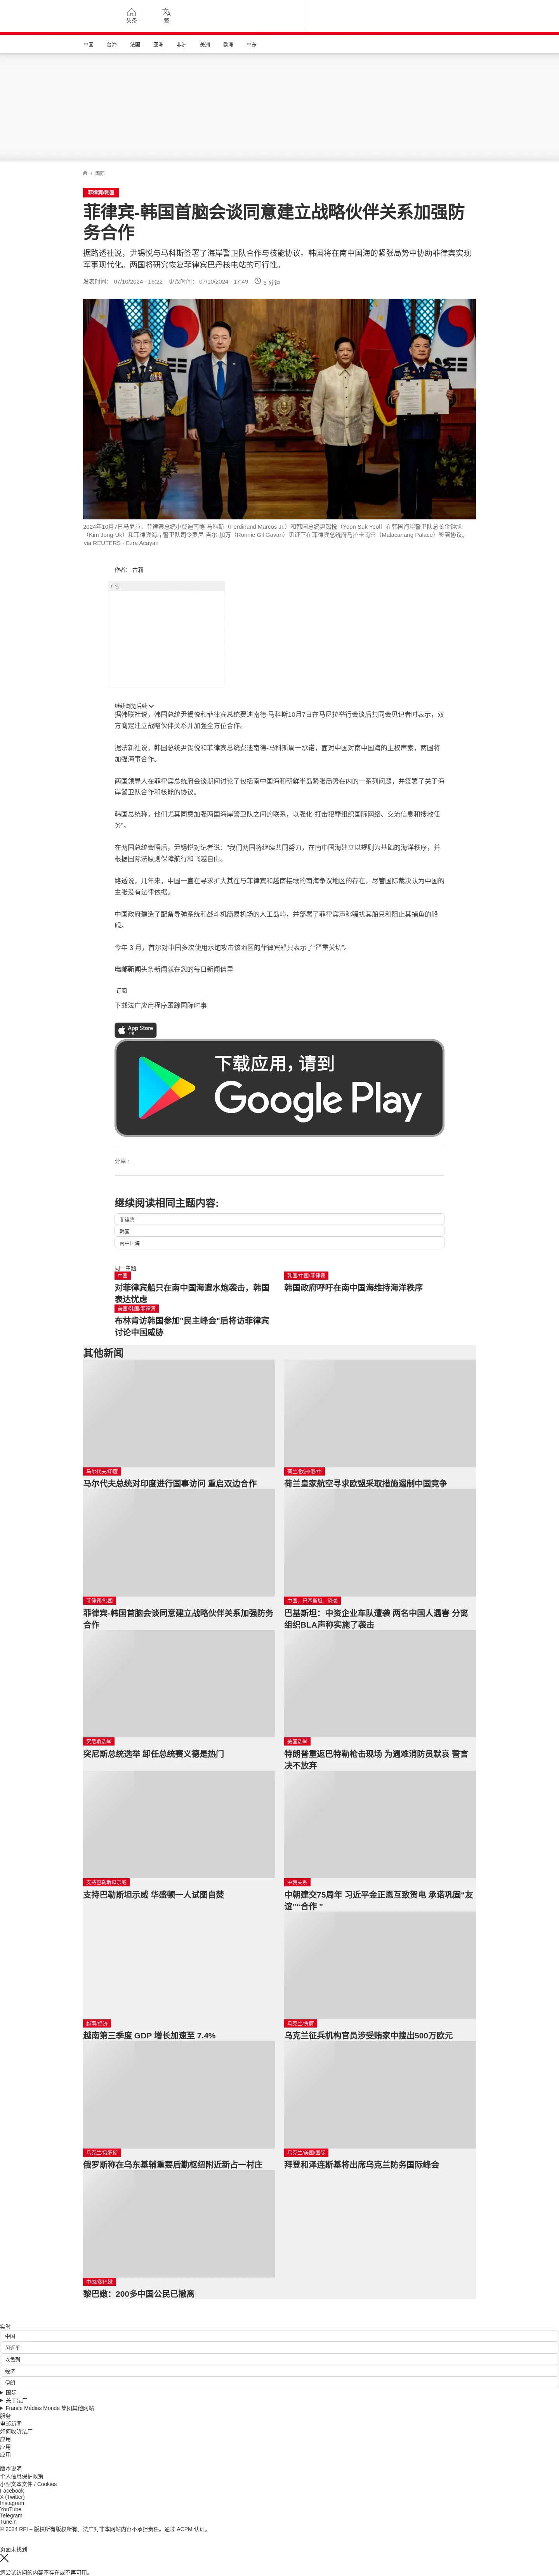 头条
繁
中国
台海
法国
亚洲
非洲
美洲
欧洲
中东
/ 国际
菲律宾/韩国
菲律宾-韩国首脑会谈同意建立战略伙伴关系加强防
务合作
据路透社说，尹锡悦与马科斯签署了海岸警卫队合作与核能协议。韩国将在南中国海的紧张局势中协助菲律宾实现
军事现代化。两国将研究恢复菲律宾巴丹核电站的可行性。
发表时间： 07/10/2024 - 16:22 更改时间： 07/10/2024 - 17:49 3 分钟
2024年10月7日马尼拉，菲律宾总统小费迪南德-马科斯（Ferdinand Marcos Jr.）和韩国总统尹锡悦（Yoon Suk Yeol）在韩国海岸警卫队总长金钟旭
（Kim Jong-Uk）和菲律宾海岸警卫队司令罗尼-吉尔-加万（Ronnie Gil Gavan）见证下在菲律宾总统府马拉卡南宫（Malacanang Palace）签署协议。
via REUTERS - Ezra Acayan
作者： 古莉
广告
继续浏览后续
据韩联社说，韩国总统尹锡悦和菲律宾总统费迪南德·马科斯10月7日在马尼拉举行会谈后共同会见记者时表示，双
方商定建立战略伙伴关系并加强全方位合作。
据法新社说，韩国总统尹锡悦和菲律宾总统费迪南德-马科斯周一承诺，面对中国对南中国海的主权声索，两国将
加强海事合作。
两国领导人在菲律宾总统府会谈期间讨论了包括南中国海和朝鲜半岛紧张局势在内的一系列问题，并签署了关于海
岸警卫队合作和核能的协议。
韩国总统称，他们尤其同意加强两国海岸警卫队之间的联系，以强化“打击犯罪组织国际网络、交流信息和搜救任
务”。
在两国总统会晤后，尹锡悦对记者说：“我们两国将继续共同努力，在南中国海建立以规则为基础的海洋秩序，并
根据国际法原则保障航行和飞越自由。
路透说，几年来，中国一直在寻求扩大其在与菲律宾和越南接壤的南海争议地区的存在，尽管国际裁决认为中国的
主张没有法律依据。
中国政府建造了配备导弹系统和战斗机简易机场的人工岛屿，并部署了菲律宾声称骚扰其船只和阻止其捕鱼的船
舰。
今年 3 月，首尔对中国多次使用水炮攻击该地区的菲律宾船只表示了“严重关切”。
电邮新闻头条新闻就在您的每日新闻信里
订阅
下载法广应用程序跟踪国际时事
App Store
下载
下载应用，请到
Google Play
分享 :
继续阅读相同主题内容:
菲律宾
韩国
南中国海
同一主题
中国
对菲律宾船只在南中国海遭水炮袭击，韩国
表达忧虑
韩国/中国/菲律宾
韩国政府呼吁在南中国海维持海洋秩序
美国/韩国/菲律宾
布林肯访韩国参加"民主峰会"后将访菲律宾
讨论中国威胁
其他新闻
马尔代夫/印度
马尔代夫总统对印度进行国事访问 重启双边合作
荷兰/欧洲/俄/中
荷兰皇家航空寻求欧盟采取措施遏制中国竞争
菲律宾/韩国
菲律宾-韩国首脑会谈同意建立战略伙伴关系加强防务
合作
中国、巴基斯坦、恐袭
巴基斯坦：中资企业车队遭袭 两名中国人遇害 分离
组织BLA声称实施了袭击
突尼斯选举
突尼斯总统选举 卸任总统赛义德是热门
美国选举
特朗普重返巴特勒枪击现场 为遇难消防员默哀 誓言
决不放弃
支持巴勒斯坦示威
支持巴勒斯坦示威 华盛顿一人试图自焚
中朝关系
中朝建交75周年 习近平金正恩互致贺电 承诺巩固“友
谊”“合作 ”
越南/经济
越南第三季度 GDP 增长加速至 7.4%
乌克兰/贪腐
乌克兰征兵机构官员涉受贿家中搜出500万欧元
乌克兰/俄罗斯
俄罗斯称在乌东基辅重要后勤枢纽附近新占一村庄
乌克兰/美国/国际
拜登和泽连斯基将出席乌克兰防务国际峰会
中国/黎巴嫩
黎巴嫩：200多中国公民已撤离
实时
中国
习近平
以色列
经济
伊朗
国际
关于法广
France Médias Monde 集团其他网站
服务
电邮新闻
如何收听法广
应用
应用
应用
版本说明
个人信息保护政策
小型文本文件 / Cookies
Facebook
X (Twitter)
Instagram
YouTube
Telegram
TuneIn
© 2024 RFI – 版权所有版权所有。法广对非本网站内容不承担责任。通过 ACPM 认证。
页面未找到
您尝试访问的内容不存在或不再可用。